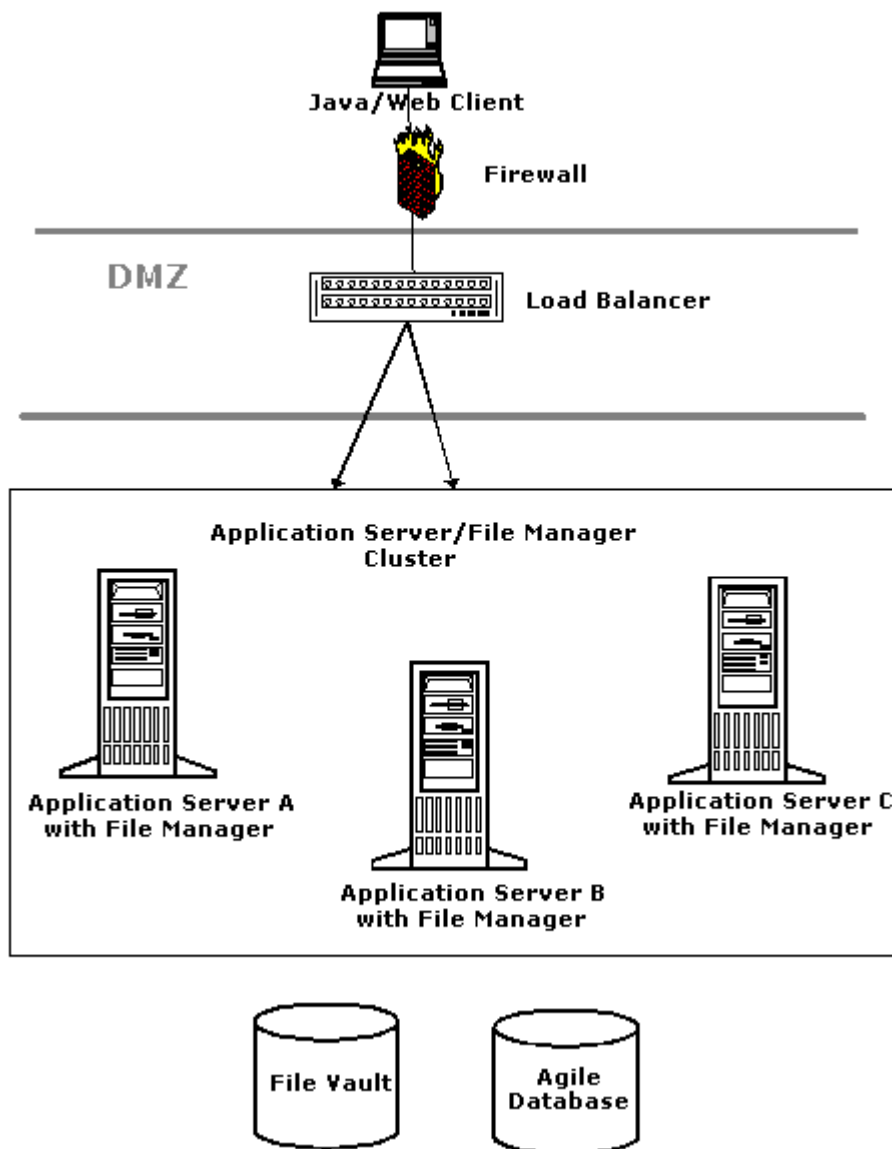 Java/Web Client
Firewall
DMZ
Load Balancer
Application Server/File Manager
Cluster
Application Server A
with File Manager
Application Server B
with File Manager
Application Server C
with File Manager
File Vault
Agile
Database